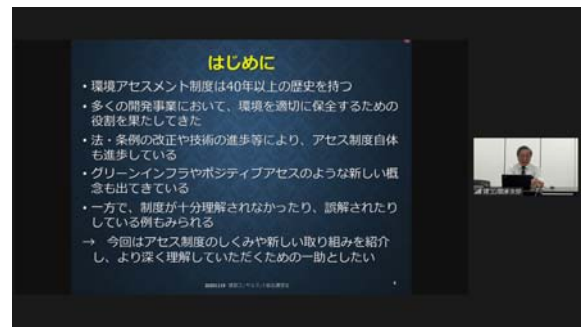 はじめに
・環境アセスメント制度は40年以上の歴史を持つ
・多くの開発事業において、環境を適切に保全するための
役割を果たしてきた
・法・条例の改正や技術の進歩等により、アセス制度自体
も進歩している
・グリーンインフラやポジティブアセスのような新しい概
念も出てきている
・一方で、制度が十分理解されなかったり、誤解されたり
している例もみられる
→ 今回はアセス制度のしくみや新しい取り組みを紹介
し、より深く理解していただくための一助としたい